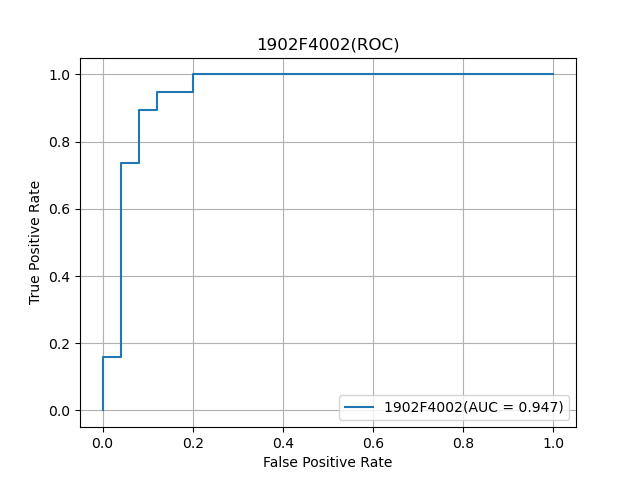 1902F4002(ROC)
True Positive Rate
1.0
0.8
0.6
0.4
0.2
0.0
1902F4002(AUC = 0.947)
0.0 0.2 0.4 0.6 0.8 1.0
False Positive Rate